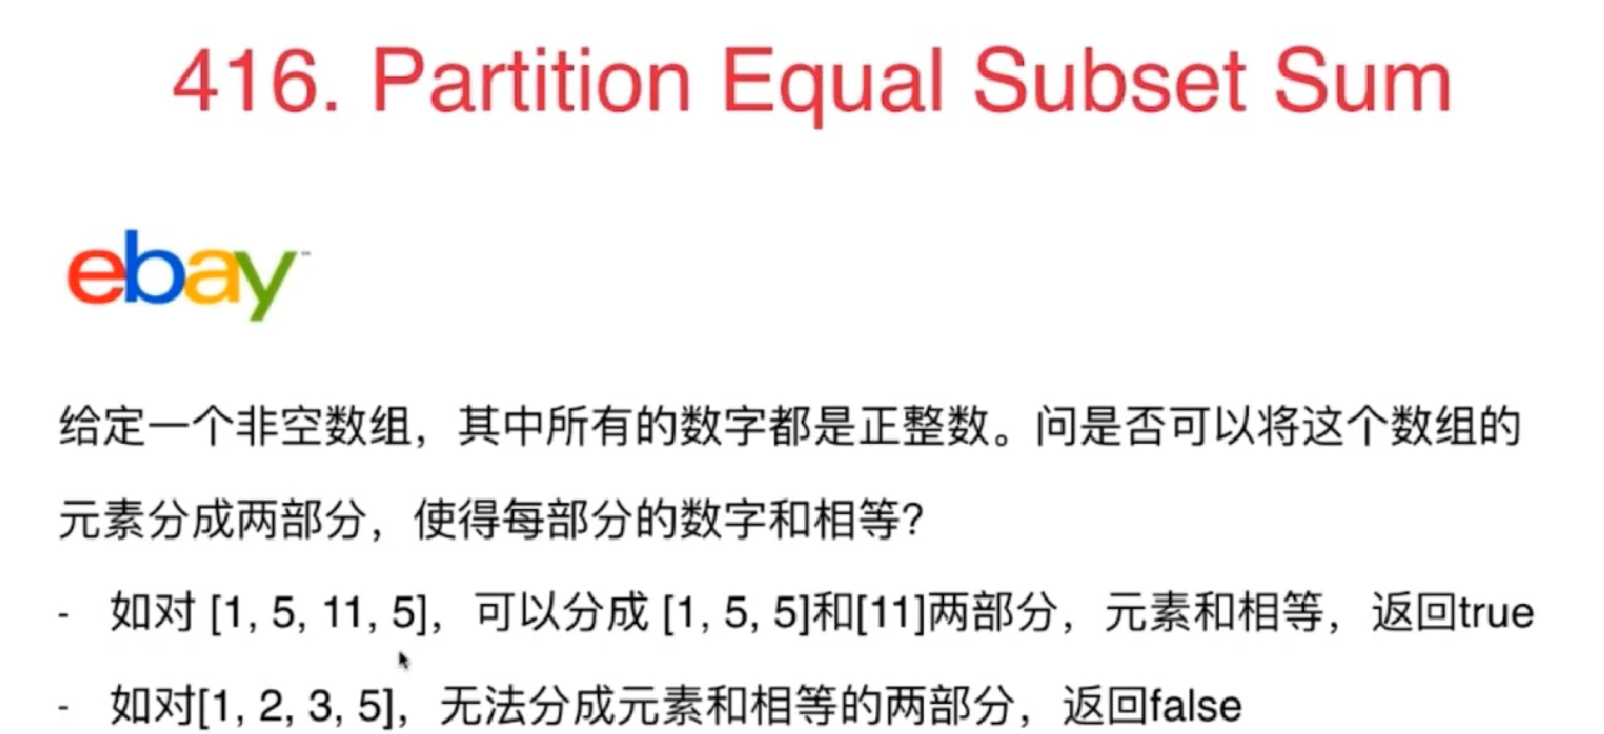 416. Partition Equal Subset Sum
ebay™
给定一个非空数组，其中所有的数字都是正整数。问是否可以将这个数组的
元素分成两部分，使得每部分的数字和相等？
- 如对 [1, 5, 11, 5]，可以分成 [1, 5, 5]和[11]两部分，元素和相等，返回true
- 如对[1, 2, 3, 5]，无法分成元素和相等的两部分，返回false